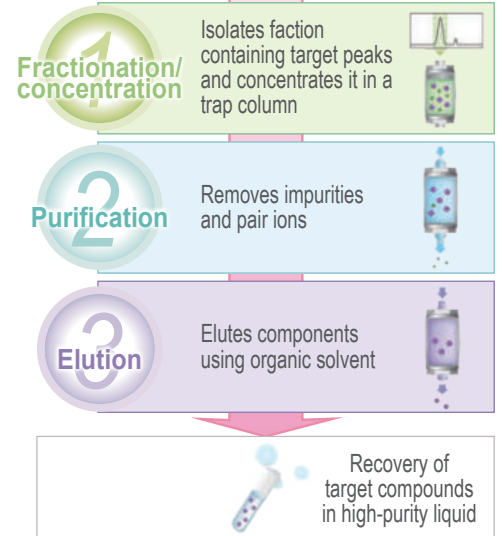 1
Fractionation/
concentration
Isolates faction
containing target peaks
and concentrates it in a
trap column
2
Purification
Removes impurities
and pair ions
3
Elution
Elutes components
using organic solvent
Recovery of
target compounds
in high-purity liquid